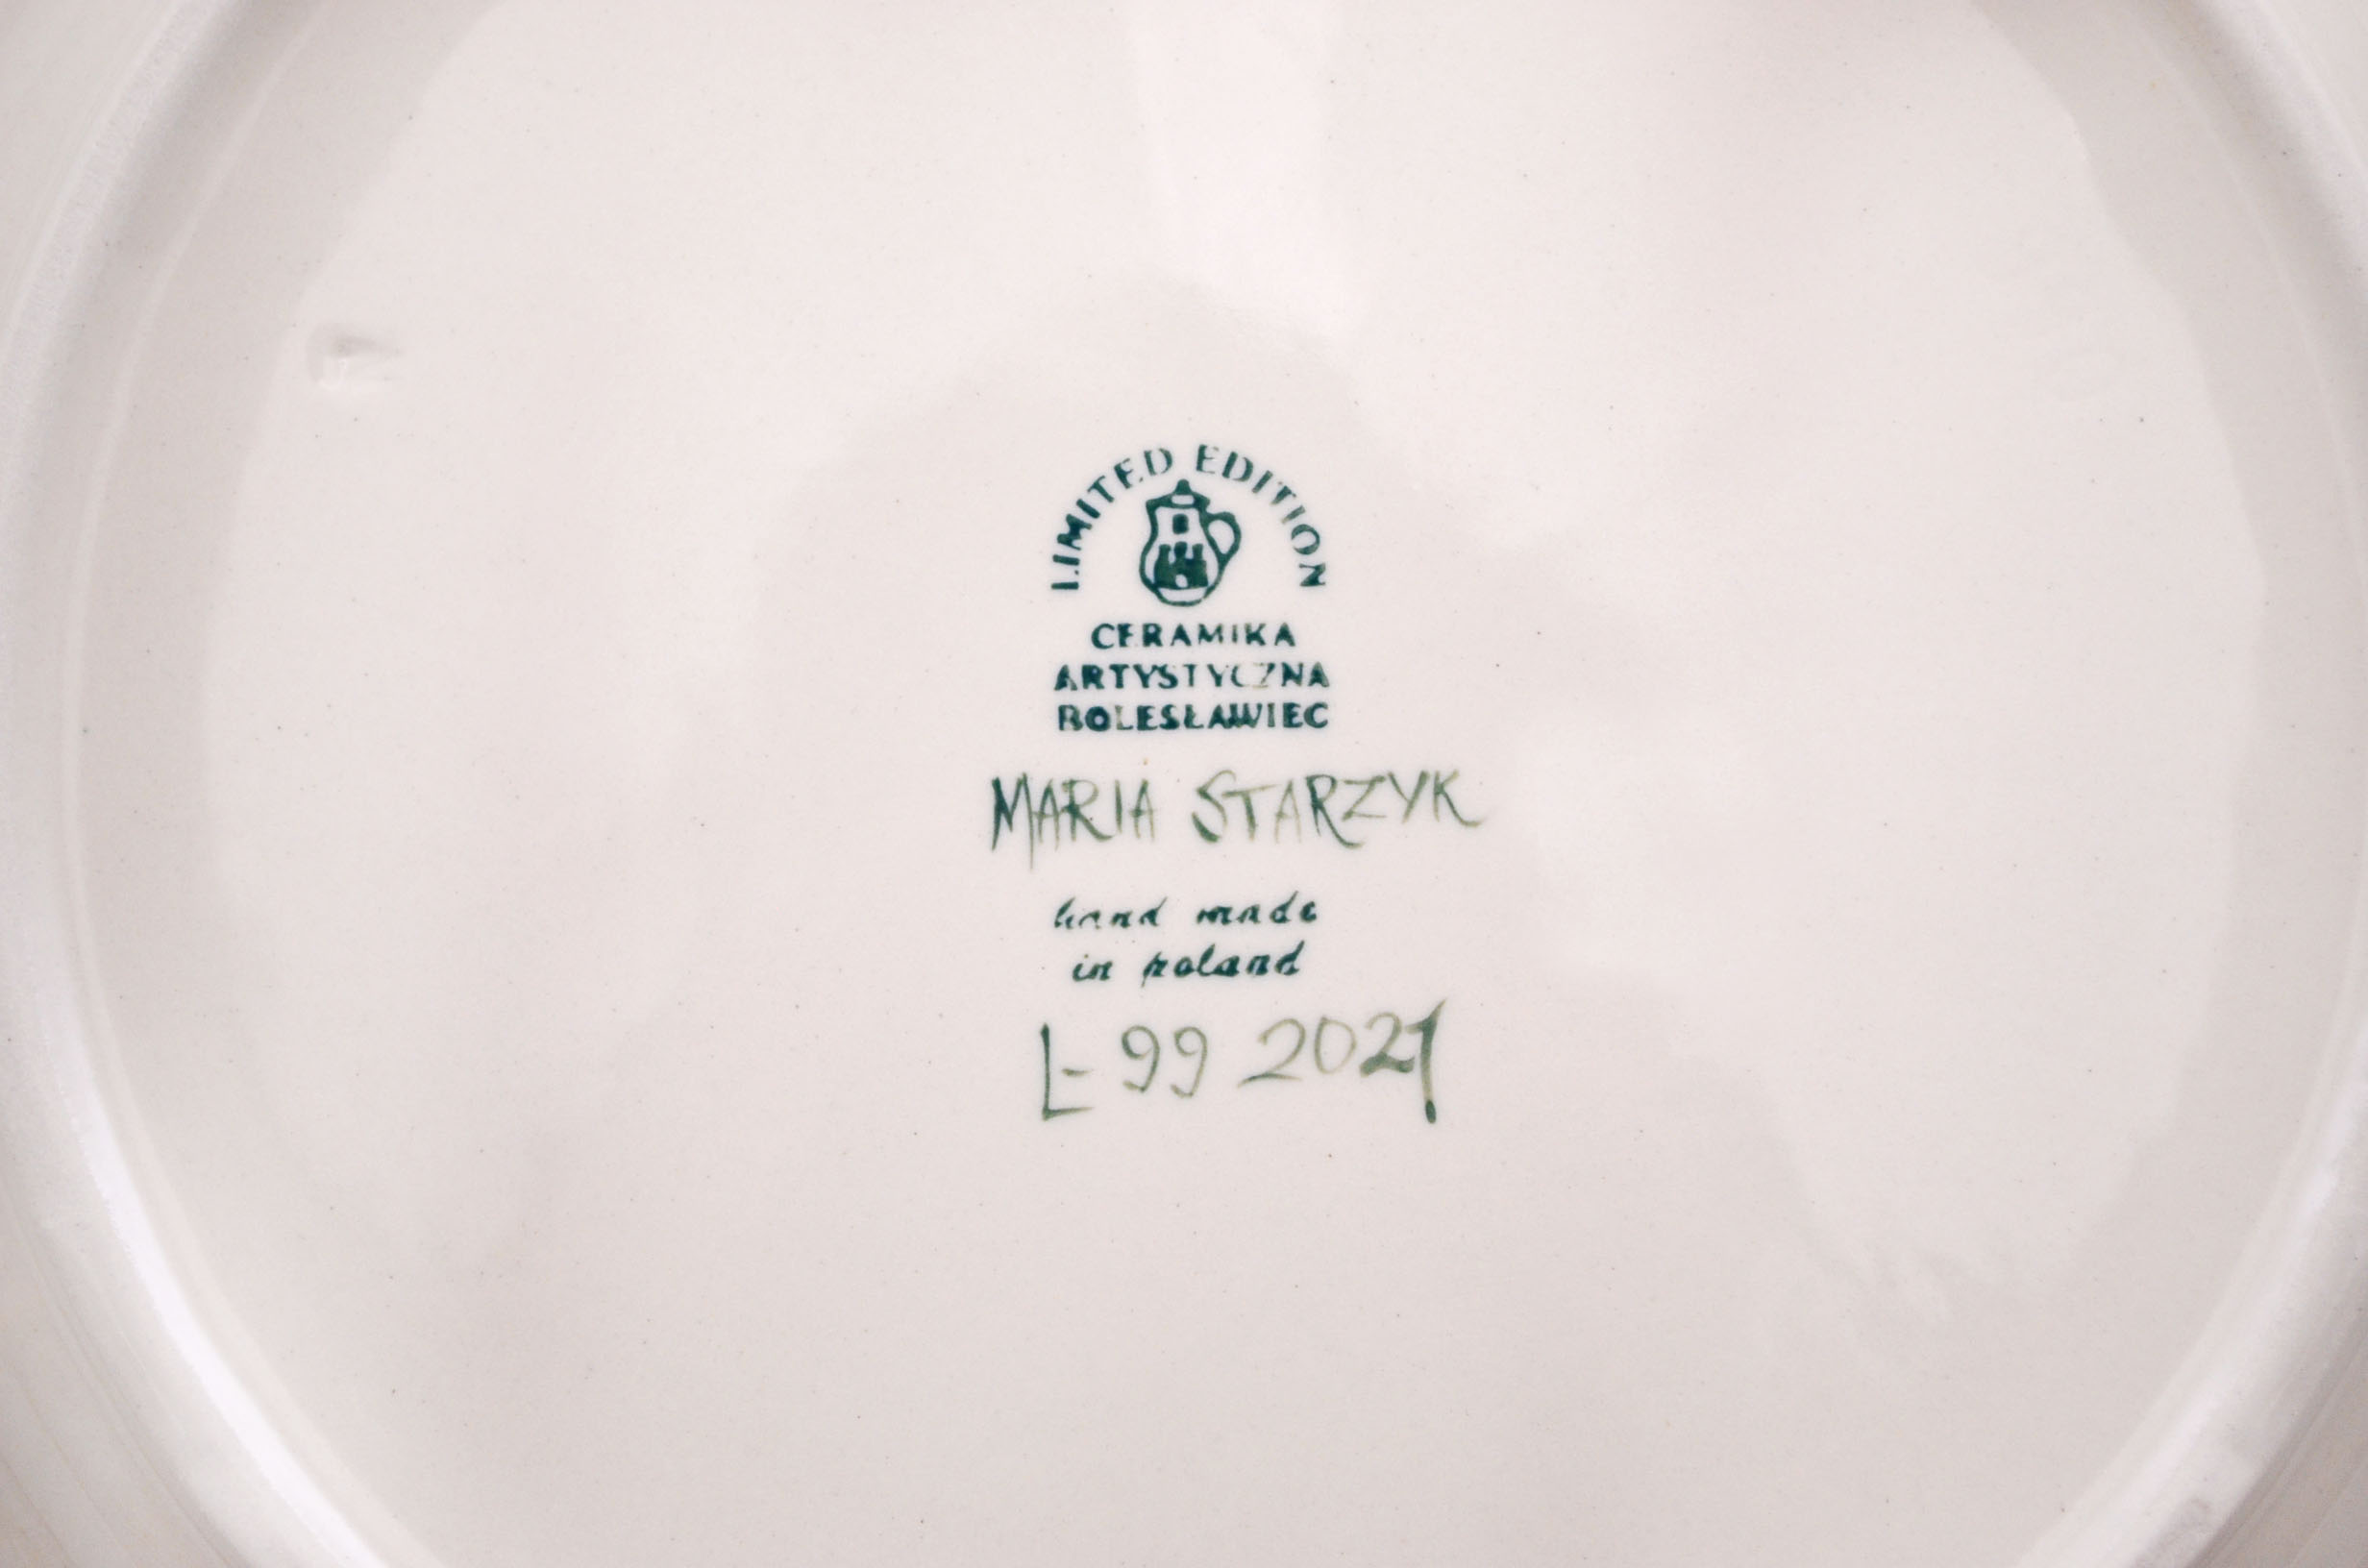 LIMITED EDITION
CERAMIKA
ARTYSTYCZNA
BOLESŁAWIEC
MARIA STARZYK
hand made
in poland
L-99 2021